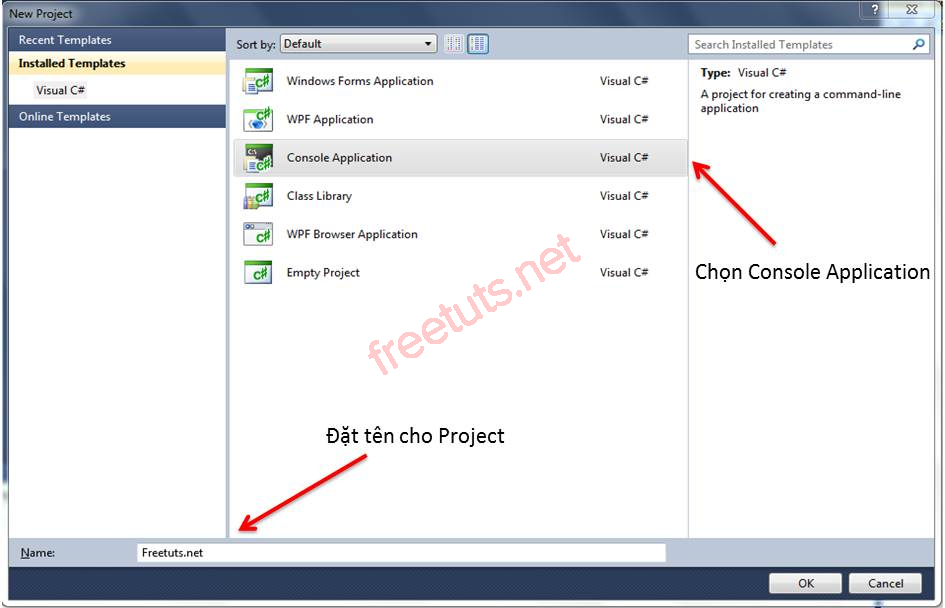 New Project
?
Recent Templates
Installed Templates
Visual C#
Online Templates
Sort by: Default
Search Installed Templates
Windows Forms Application Visual C#
WPF Application Visual C#
Console Application Visual C#
Class Library Visual C#
WPF Browser Application Visual C#
Empty Project Visual C#
Type: Visual C#
A project for creating a command-line
application
Chọn Console Application
freetuts.net
Đặt tên cho Project
Name: Freetuts.net
OK Cancel